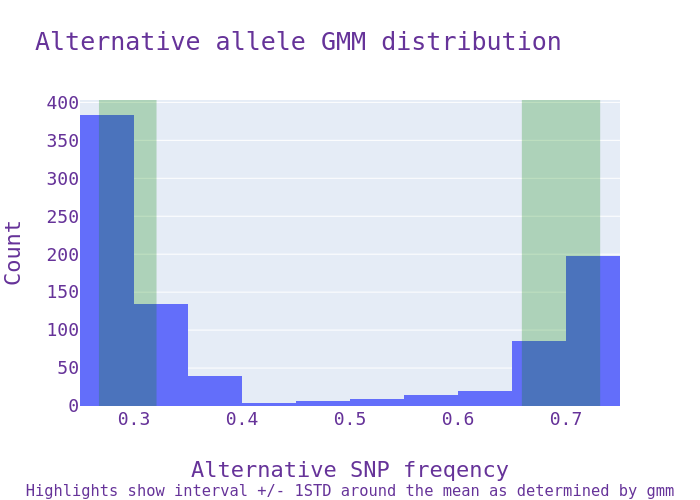 Alternative allele GMM distribution
400
350
300
250
200
150
100
50
0
Count
0.3 0.4 0.5 0.6 0.7
Alternative SNP freqency
Highlights show interval +/- 1STD around the mean as determined by gmm